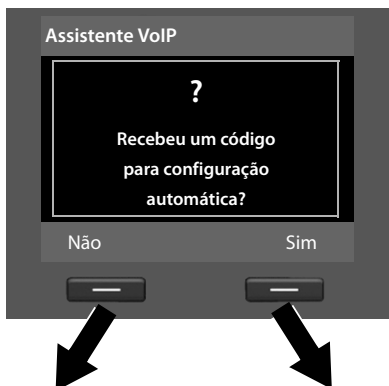 Assistente VoIP
?
Recebeu um código
para configuração
automática?
Não Sim